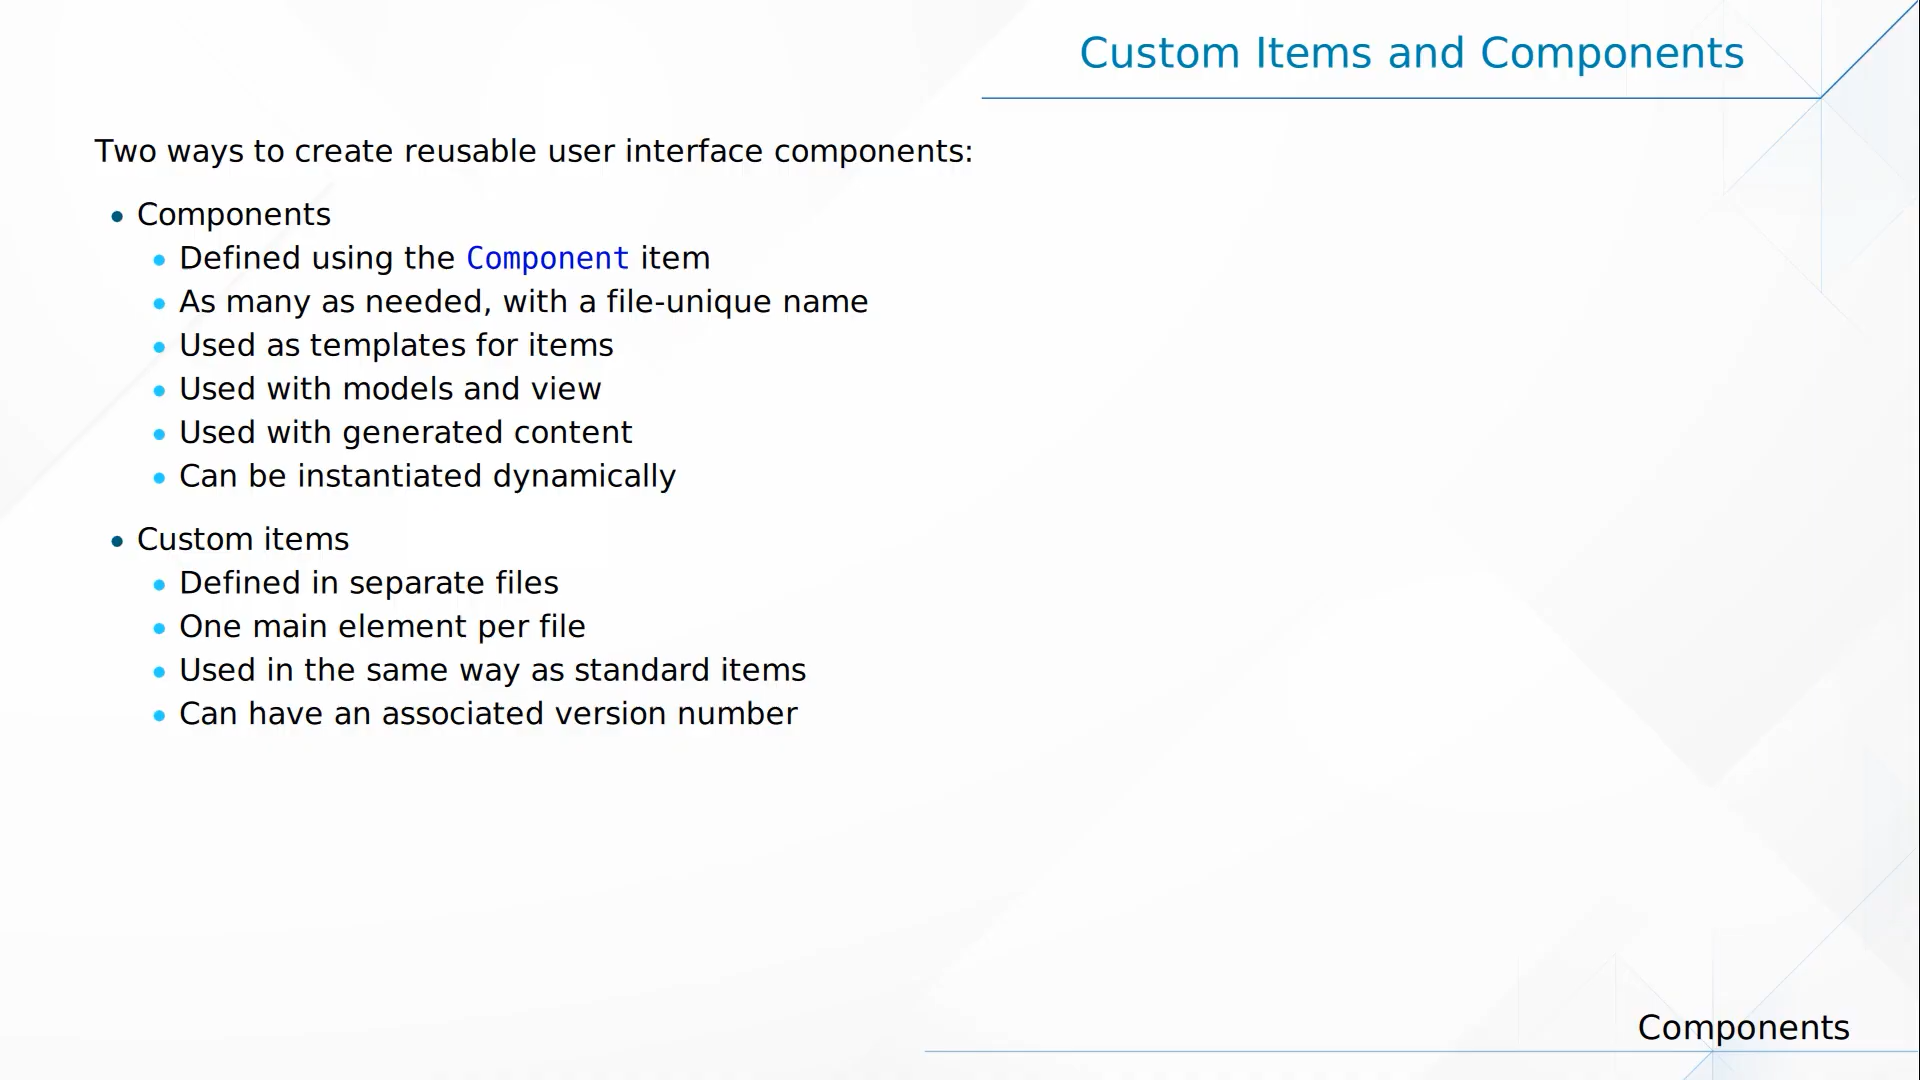 Custom Items and Components
Two ways to create reusable user interface components:
• Components
• Defined using the Component item
• As many as needed, with a file-unique name
• Used as templates for items
• Used with models and view
• Used with generated content
• Can be instantiated dynamically
• Custom items
• Defined in separate files
• One main element per file
• Used in the same way as standard items
• Can have an associated version number
Components